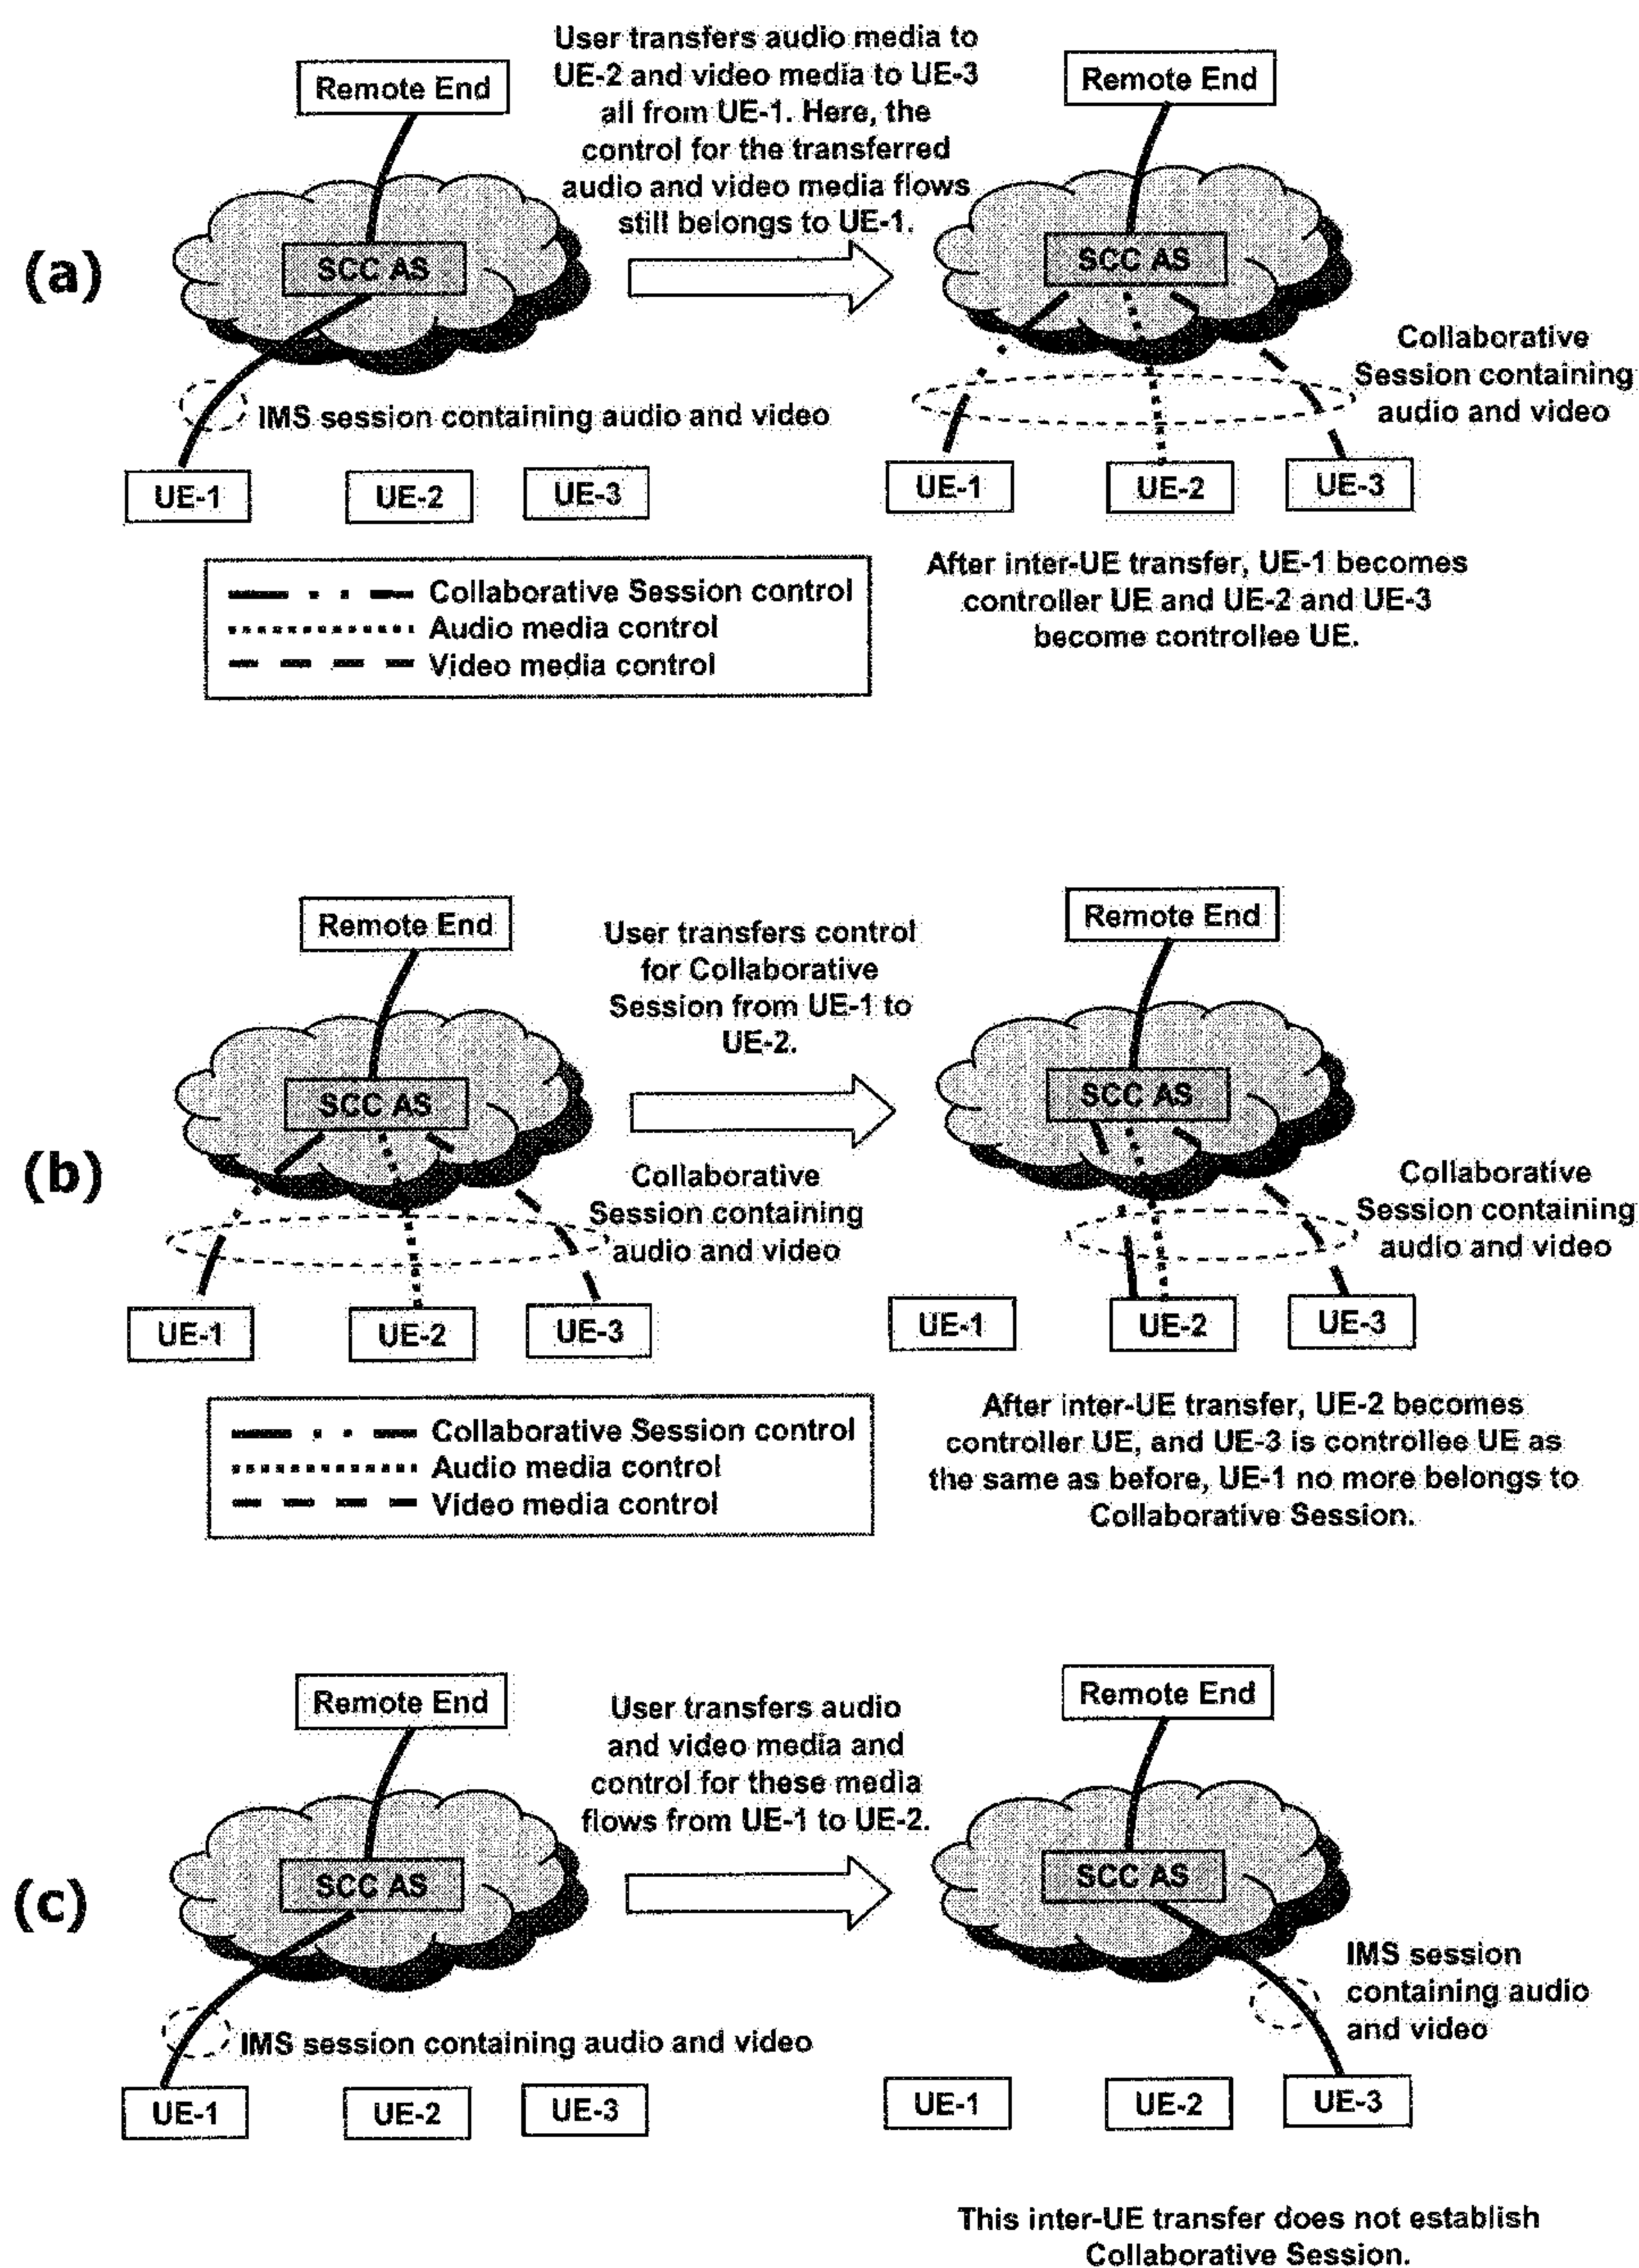 User transfers audio media to
UE-2 and video media to UE-3
all from UE-1. Here, the
control for the transferred
audio and video media flows
still belongs to UE-1.
Remote End
Remote End
(a)
SCC AS
SCC AS
Collaborative
Session containing
audio and video
IMS session containing audio and video
UE-1
UE-2
UE-3
UE-1
UE-2
UE-3
Collaborative Session control
Audio media control
Video media control
After inter-UE transfer, UE-1 becomes
controller UE and UE-2 and UE-3
become controllee UE.
Remote End
Remote End
User transfers control
for Collaborative
Session from UE-1 to
UE-2.
(b)
SCC AS
SCC AS
Collaborative
Session containing
audio and video
Collaborative
Session containing
audio and video
UE-1
UE-2
UE-3
UE-1
UE-2
UE-3
Collaborative Session control
Audio media control
Video media control
After inter-UE transfer, UE-2 becomes
controller UE, and UE-3 is controllee UE as
the same as before, UE-1 no more belongs to
Collaborative Session.
Remote End
Remote End
User transfers audio
and video media and
control for these media
flows from UE-1 to UE-2.
(c)
SCC AS
SCC AS
IMS session
containing audio
and video
IMS session containing audio and video
UE-1
UE-2
UE-3
UE-1
UE-2
UE-3
This inter-UE transfer does not establish
Collaborative Session.